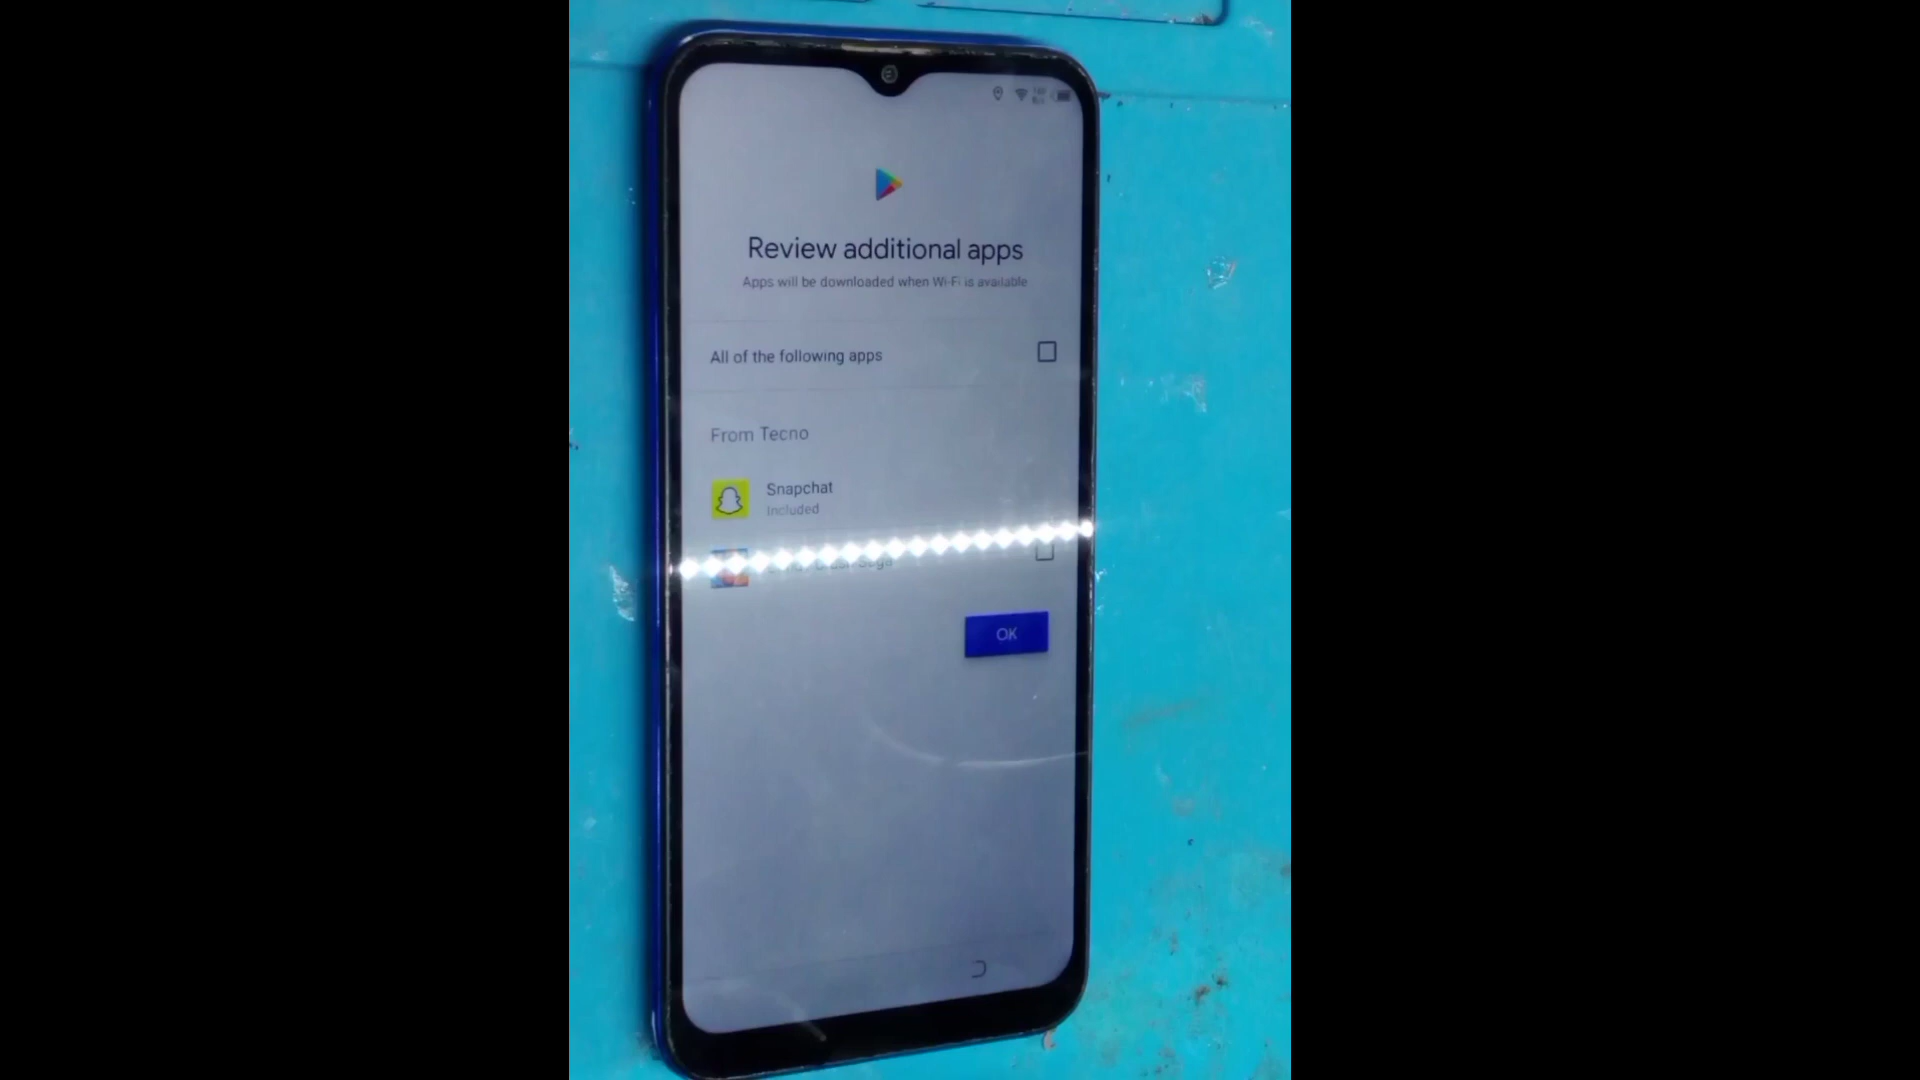 Review additional apps
Apps will be downloaded when Wi-Fi is available
All of the following apps
From Tecno
Snapchat
Included
Saga
OK